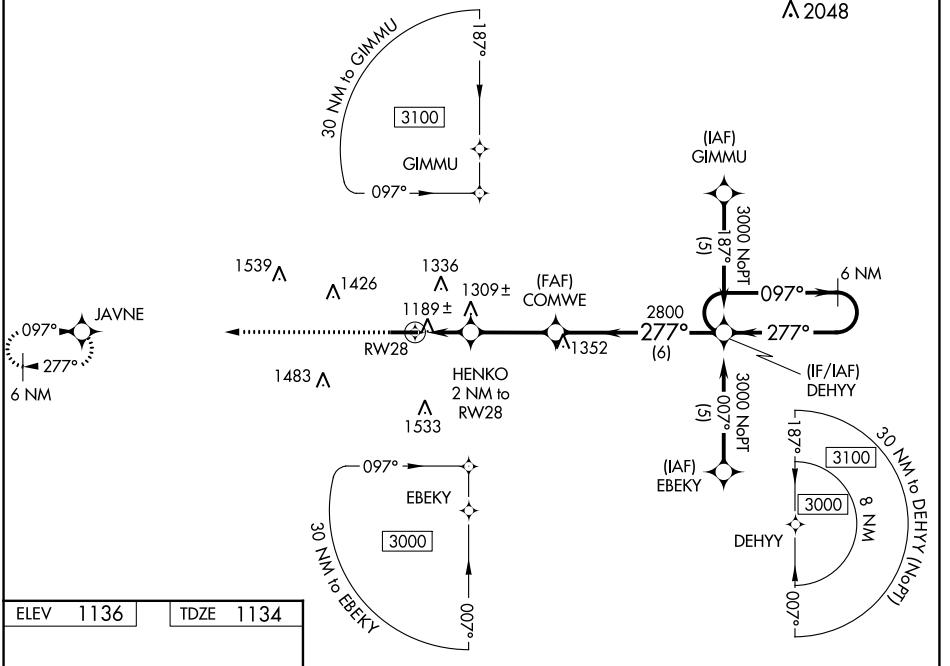 2048
30 NM to GIMMU
187°
3100
GIMMU
097°
(IAF)
GIMMU
3000 NoPT
187°
(5)
6 NM
097°
277°
1539
1426
1336
1309±
1189±
(FAF)
COMWE
2800
277°
(6)
1352
JAVNE
097°
277°
6 NM
RW28
HENKO
2 NM to
RW28
1483
1533
(IF/IAF)
DEHYY
3000 NoPT
007°
(5)
(IAF)
EBEKY
097°
EBEKY
3000
30 NM to EBEKY
007°
187°
3100
30 NM to DEHYY (NoPT)
3000
8 NM
DEHYY
007°
ELEV 1136
TDZE 1134